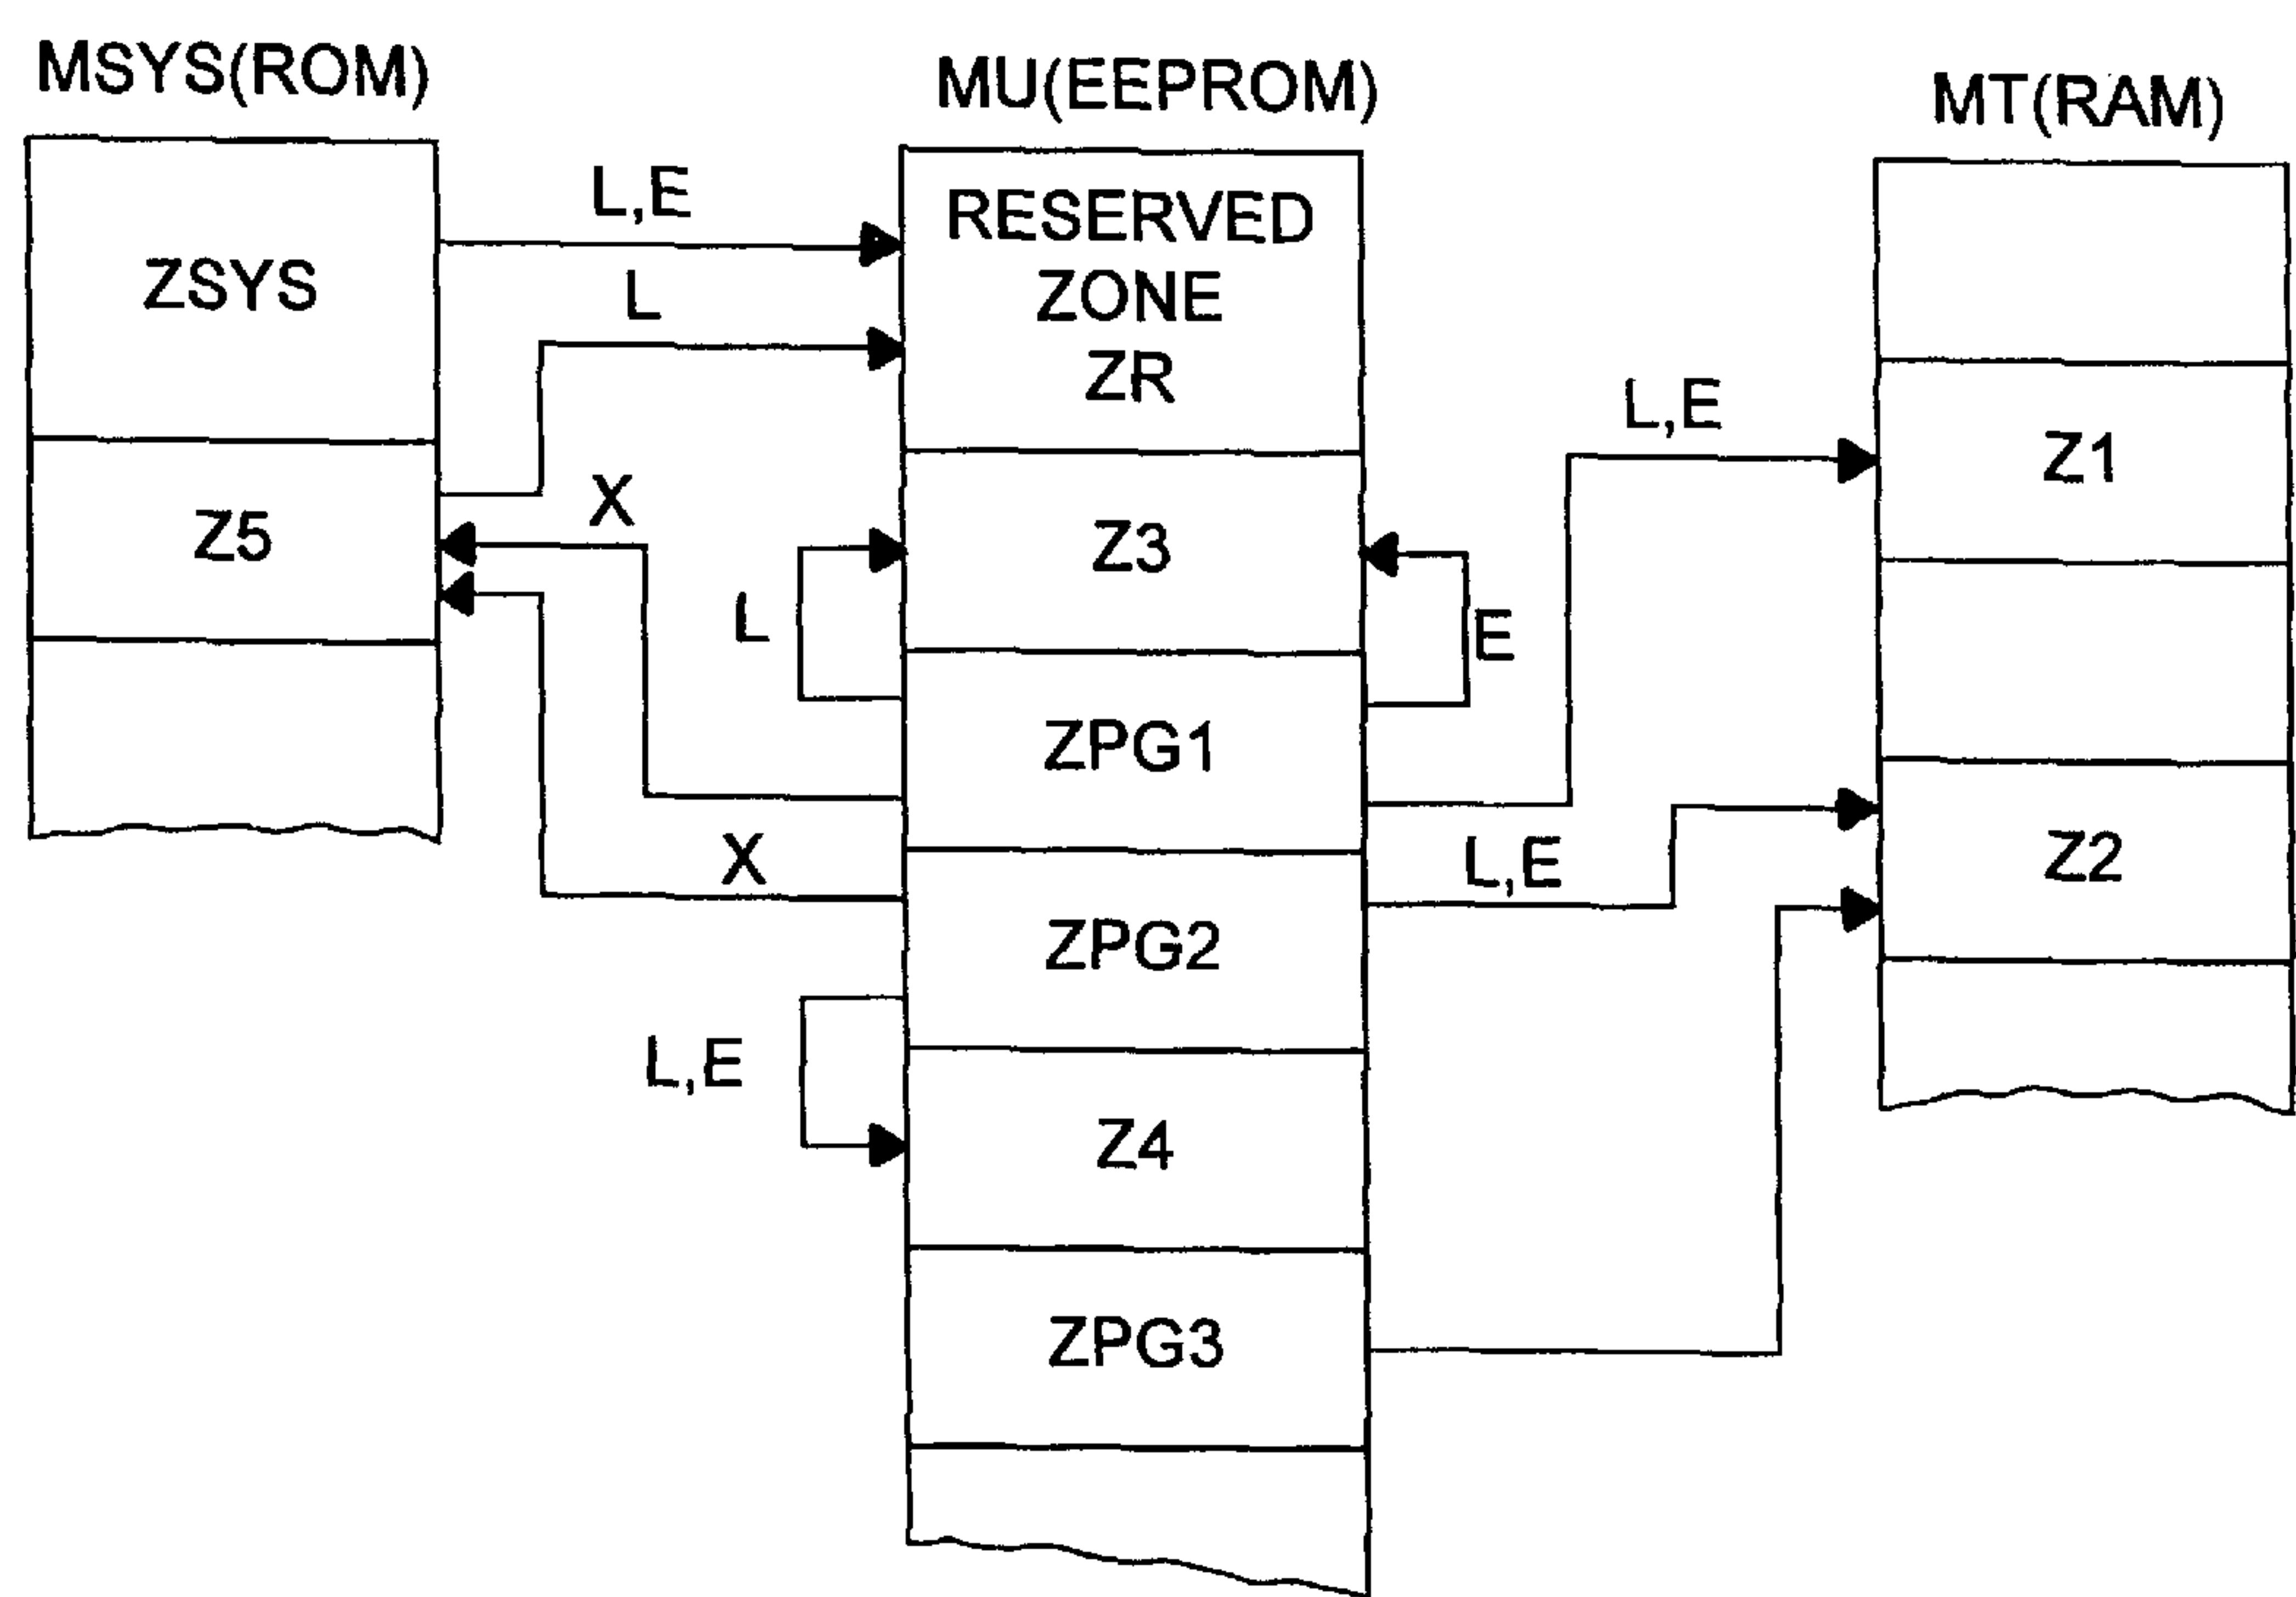 MSYS(ROM)
MU(EEPROM)
MT(RAM)
ZSYS
Z5
L,E
L
X
L
X
L,E
RESERVED
ZONE
ZR
Z3
ZPG1
ZPG2
Z4
ZPG3
E
L,E
L,E
Z1
Z2